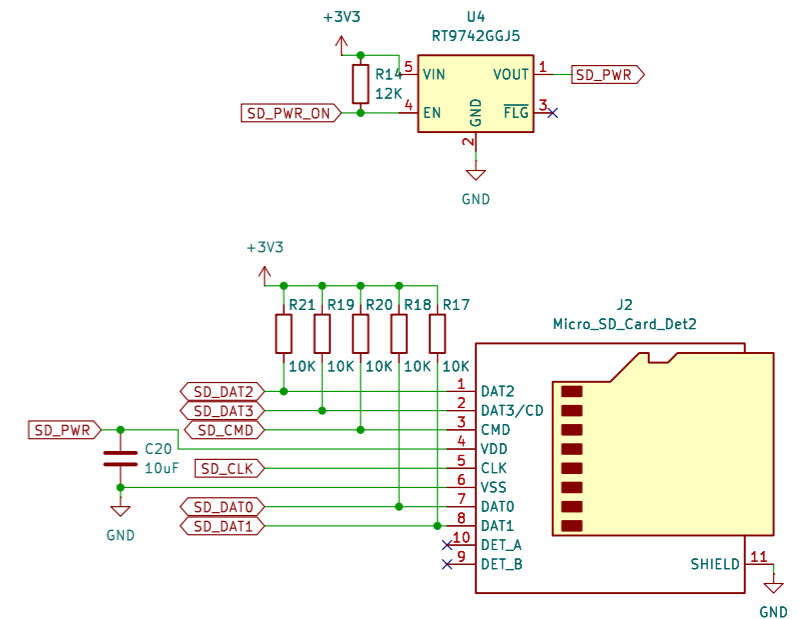 +3V3
U4
RT9742GGJ5
R14
12K
5
VIN
VOUT
1
SD_PWR
SD_PWR_ON
4
EN
GND
FLG
3
2
GND
+3V3
R21
R19
R20
R18
R17
10K
10K
10K
10K
10K
J2
Micro_SD_Card_Det2
SD_DAT2
1
DAT2
SD_DAT3
2
DAT3/CD
SD_PWR
SD_CMD
3
CMD
C20
10uF
4
VDD
SD_CLK
5
CLK
6
VSS
SD_DAT0
7
DAT0
SD_DAT1
8
DAT1
GND
10
DET_A
9
DET_B
SHIELD
11
GND